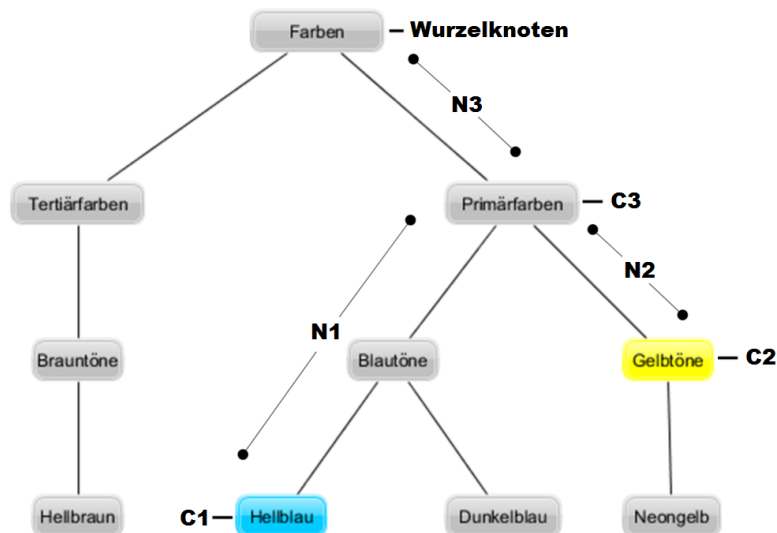 Farben
Wurzelknoten
N3
Tertiärfarben
Primärfarben
C3
N2
N1
Brauntöne
Blautöne
Gelbtöne
C2
C1
Hellbraun
Hellblau
Dunkelblau
Neongelb